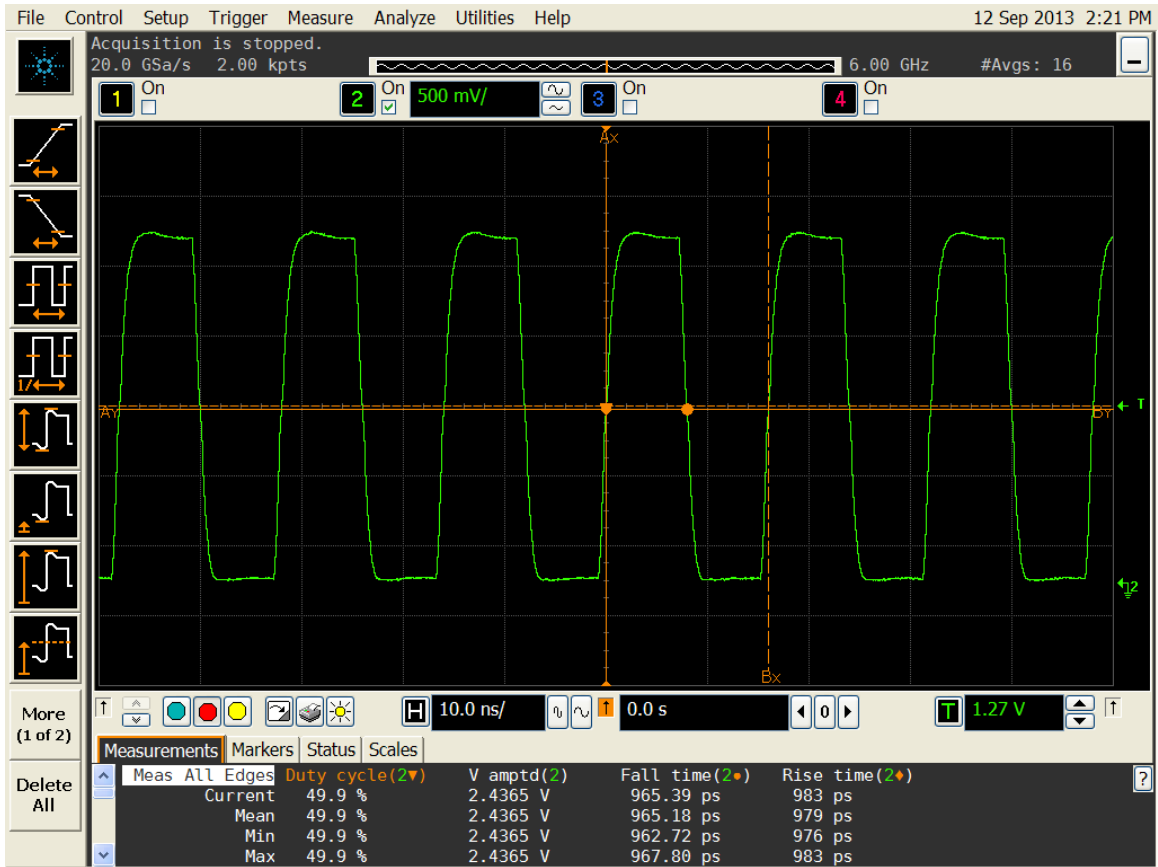 File Control Setup Trigger Measure Analyze Utilities Help 12 Sep 2013 2:21 PM
Acquisition is stopped.
20.0 GSa/s 2.00 kpts 6.00 GHz #Avgs: 16
1 On 2 On 500 mV/ 3 On 4 On
Ax
AY BY T
1/
2
Bx
More
(1 of 2)
Delete
All
H 10.0 ns/ 0.0 s 0 T 1.27 V
Measurements Markers Status Scales
Meas All Edges Duty cycle(2▼) V amptd(2) Fall time(2●) Rise time(2♦) ?
Current 49.9 % 2.4365 V 965.39 ps 983 ps
Mean 49.9 % 2.4365 V 965.18 ps 979 ps
Min 49.9 % 2.4365 V 962.72 ps 976 ps
Max 49.9 % 2.4365 V 967.80 ps 983 ps